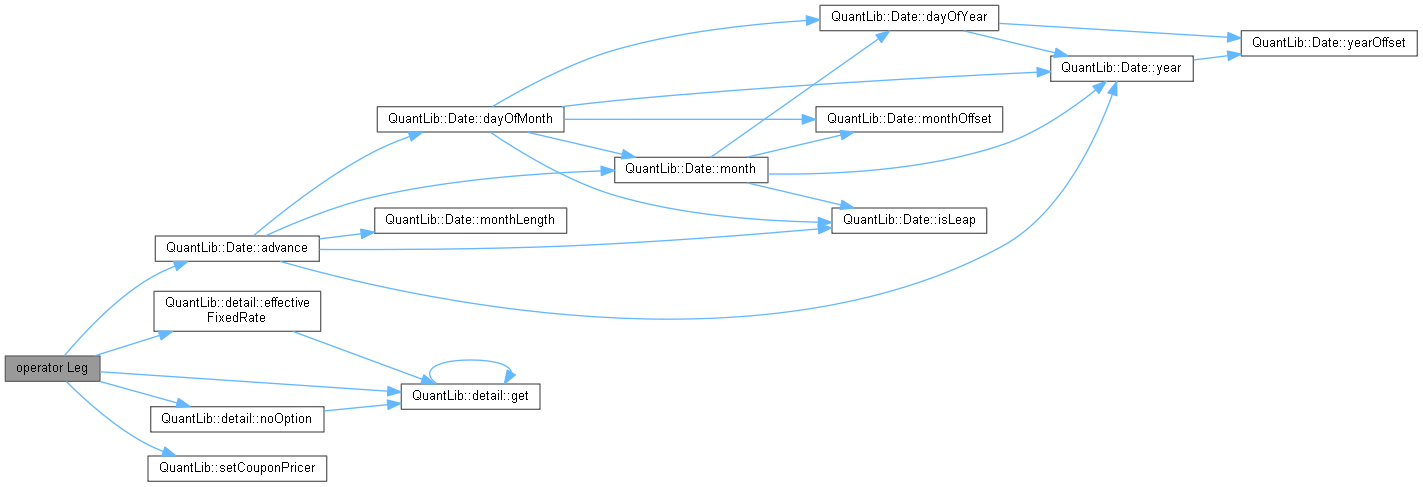 QuantLib::Date::dayOfYear
QuantLib::Date::yearOffset
QuantLib::Date::year
QuantLib::Date::dayOfMonth
QuantLib::Date::monthOffset
QuantLib::Date::month
QuantLib::Date::monthLength
QuantLib::Date::isLeap
QuantLib::Date::advance
QuantLib::detail::effective
FixedRate
operator Leg
QuantLib::detail::get
QuantLib::detail::noOption
QuantLib::setCouponPricer